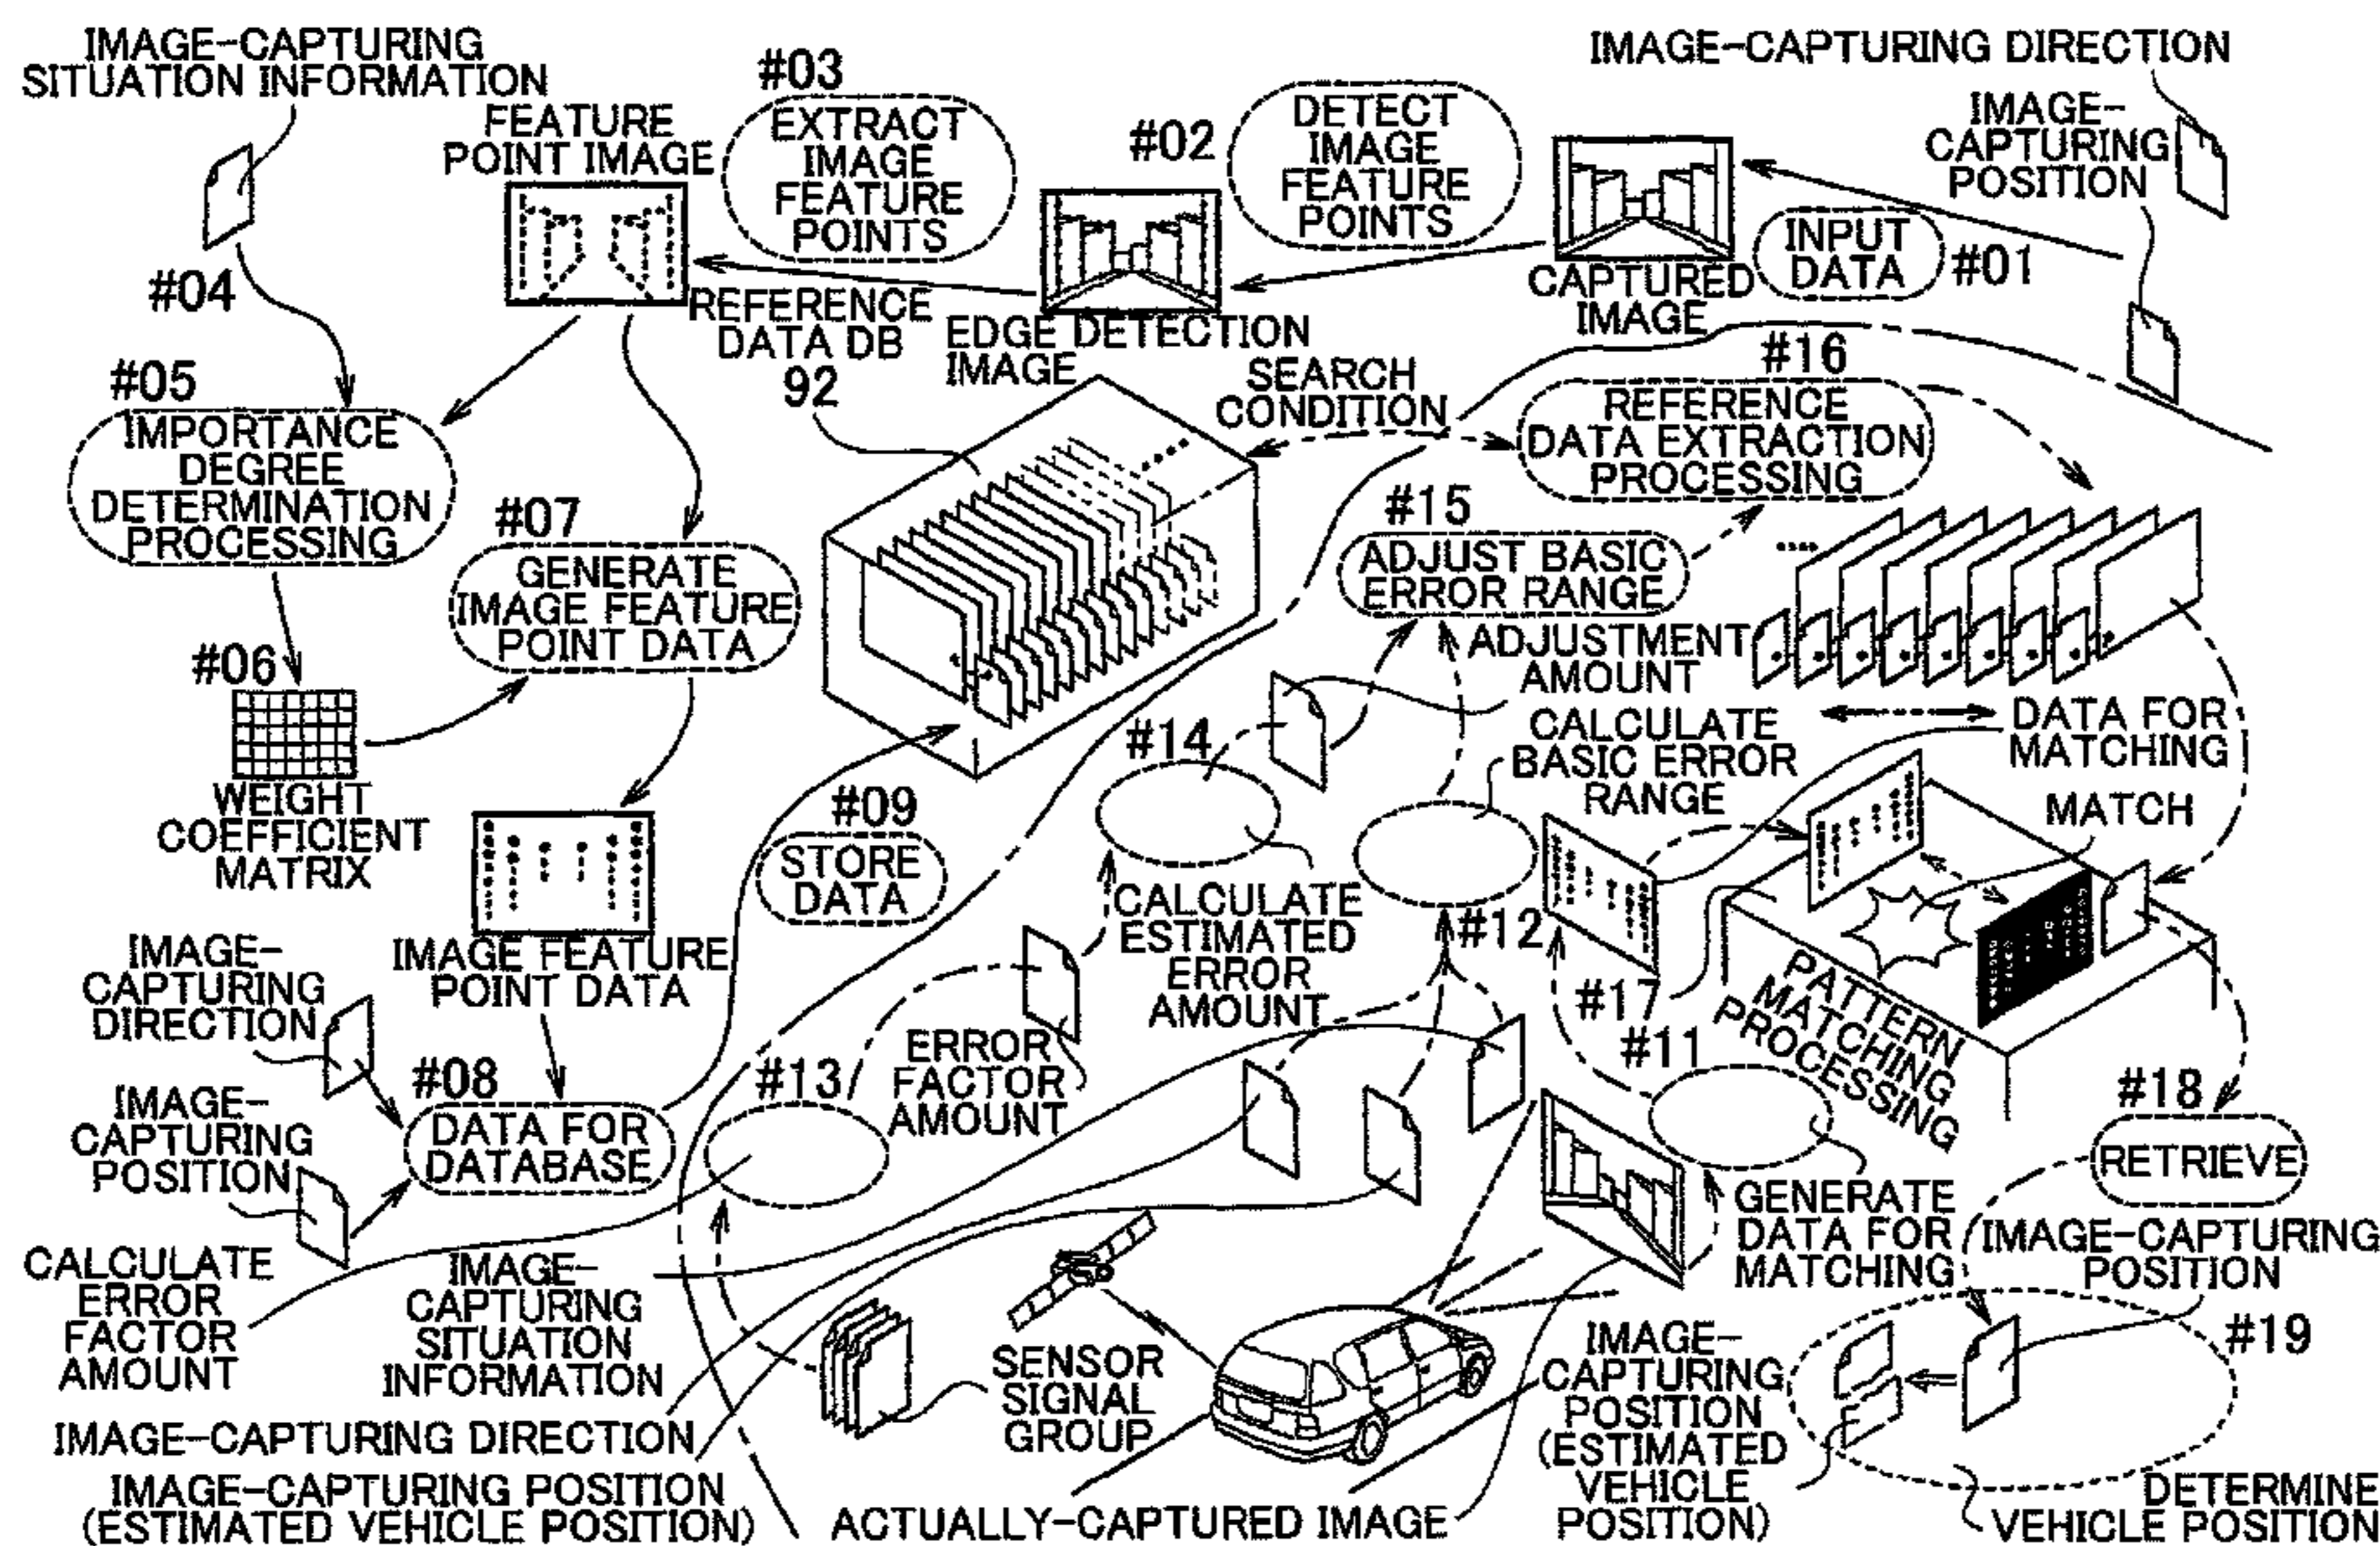 IMAGE-CAPTURING
SITUATION INFORMATION
#03
EXTRACT
IMAGE
FEATURE
POINTS
FEATURE
POINT IMAGE
#02
DETECT
IMAGE
FEATURE
POINTS
IMAGE-CAPTURING DIRECTION
IMAGE-
CAPTURING
POSITION
INPUT
DATA
#01
CAPTURED
IMAGE
#04
REFERENCE
DATA DB
92
EDGE DETECTION
IMAGE
SEARCH
CONDITION
#16
REFERENCE
DATA EXTRACTION
PROCESSING
#05
IMPORTANCE
DEGREE
DETERMINATION
PROCESSING
#07
GENERATE
IMAGE FEATURE
POINT DATA
#15
ADJUST BASIC
ERROR RANGE
ADJUSTMENT
AMOUNT
#06
WEIGHT
COEFFICIENT
MATRIX
#14
CALCULATE
BASIC ERROR
RANGE
DATA FOR
MATCHING
MATCH
#09
STORE
DATA
CALCULATE
ESTIMATED
ERROR
AMOUNT
#12
IMAGE FEATURE
POINT DATA
IMAGE-
CAPTURING
DIRECTION
#17
PATTERN
MATCHING
PROCESSING
#11
ERROR
FACTOR
AMOUNT
#13
#08
DATA FOR
DATABASE
IMAGE-
CAPTURING
POSITION
#18
RETRIEVE
GENERATE
DATA FOR
MATCHING
IMAGE-CAPTURING
POSITION
CALCULATE
ERROR
FACTOR
AMOUNT
IMAGE-
CAPTURING
SITUATION
INFORMATION
SENSOR
SIGNAL
GROUP
IMAGE-
CAPTURING
POSITION
(ESTIMATED
VEHICLE
POSITION)
#19
IMAGE-CAPTURING DIRECTION
IMAGE-CAPTURING POSITION
(ESTIMATED VEHICLE POSITION)
ACTUALLY-CAPTURED IMAGE
DETERMINE
VEHICLE POSITION